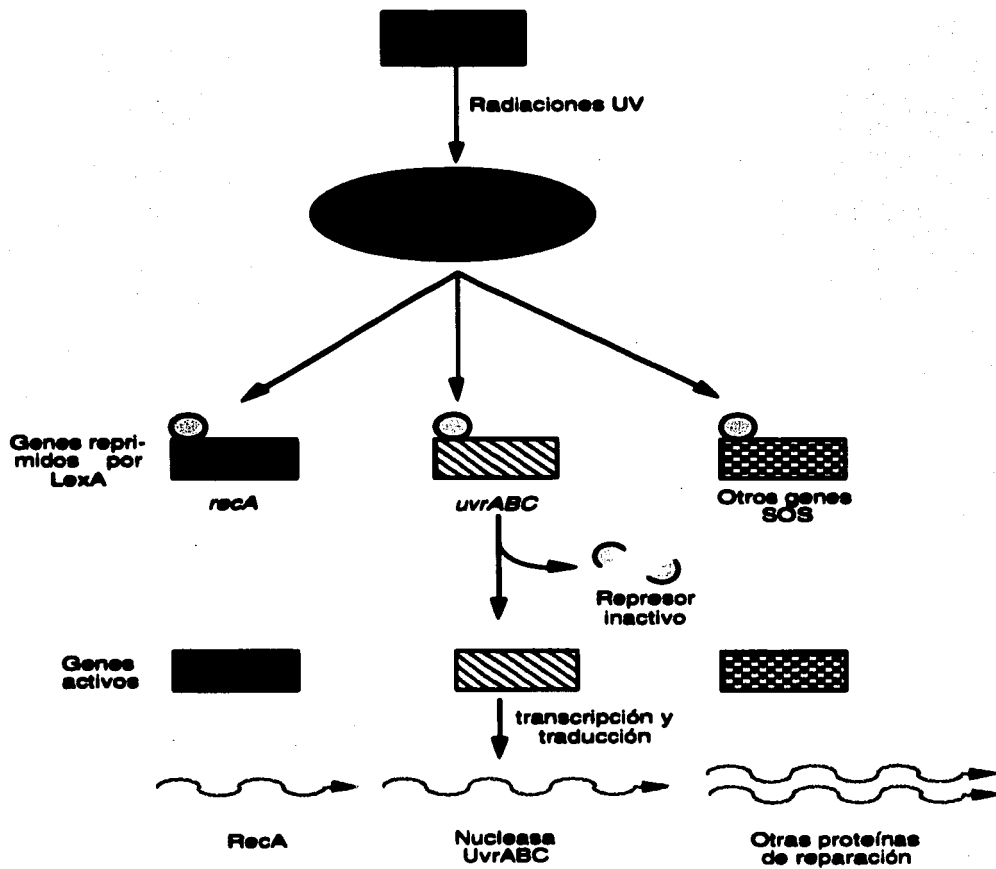 Radiaciones UV
Genes repri-
midos por
LexA
recA
uvrABC
Otros genes
SOS
Represor
inactivo
Genes
activos
transcripción y
traducción
RecA
Nucleasa
UvrABC
Otras proteínas
de reparación